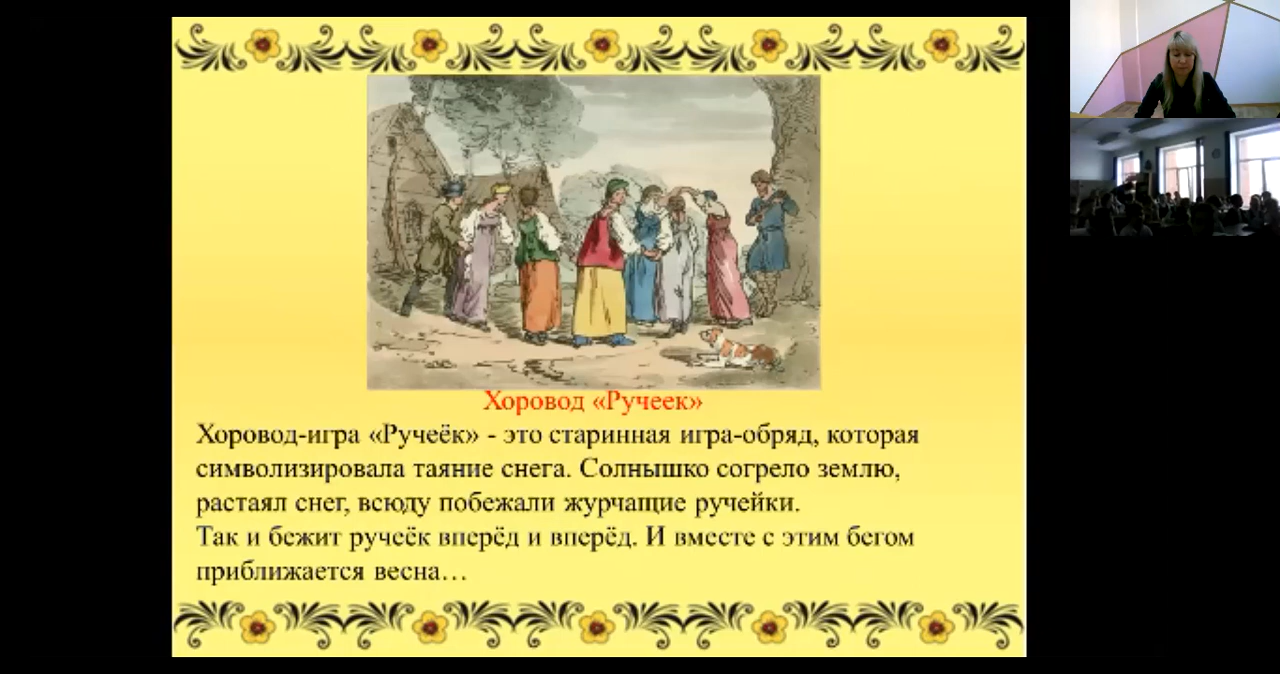 Хоровод «Ручеек»
Хоровод-игра «Ручеёк» - это старинная игра-обряд, которая
символизировала таяние снега. Солнышко согрело землю,
растаял снег, всюду побежали журчащие ручейки.
Так и бежит ручеёк вперёд и вперёд. И вместе с этим бегом
приближается весна…